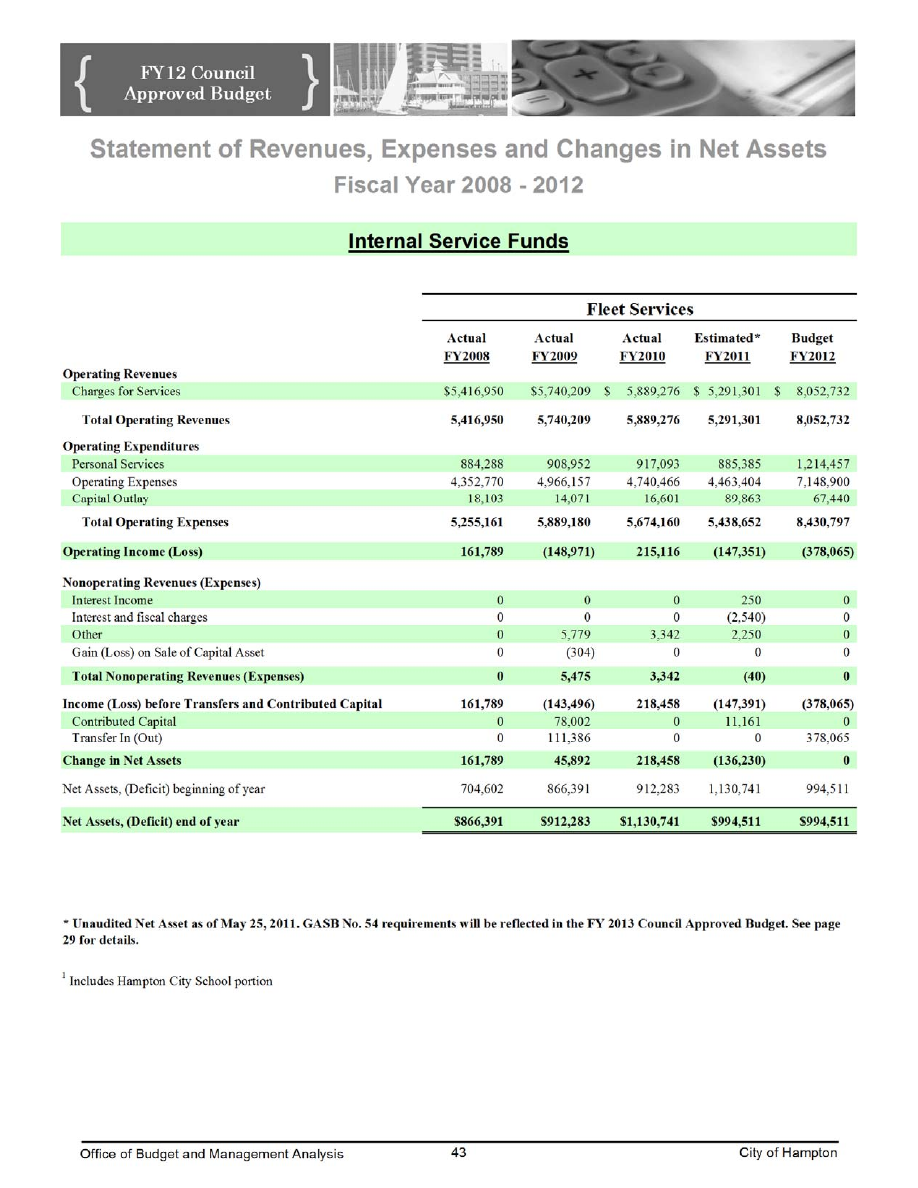 FY12 Council
Approved Budget
Statement of Revenues, Expenses and Changes in Net Assets
Fiscal Year 2008 - 2012
Internal Service Funds
Fleet Services
Actual Actual Actual Estimated* Budget
FY2008 FY2009 FY2010 FY2011 FY2012
Operating Revenues
Charges for Services $5,416,950 $5,740,209 $ 5,889,276 $ 5,291,301 $ 8,052,732
Total Operating Revenues 5,416,950 5,740,209 5,889,276 5,291,301 8,052,732
Operating Expenditures
Personal Services 884,288 908,952 917,093 885,385 1,214,457
Operating Expenses 4,352,770 4,966,157 4,740,466 4,463,404 7,148,900
Capital Outlay 18,103 14,071 16,601 89,863 67,440
Total Operating Expenses 5,255,161 5,889,180 5,674,160 5,438,652 8,430,797
Operating Income (Loss) 161,789 (148,971) 215,116 (147,351) (378,065)
Nonoperating Revenues (Expenses)
Interest Income 0 0 0 250 0
Interest and fiscal charges 0 0 0 (2,540) 0
Other 0 5,779 3,342 2,250 0
Gain (Loss) on Sale of Capital Asset 0 (304) 0 0 0
Total Nonoperating Revenues (Expenses) 0 5,475 3,342 (40) 0
Income (Loss) before Transfers and Contributed Capital 161,789 (143,496) 218,458 (147,391) (378,065)
Contributed Capital 0 78,002 0 11,161 0
Transfer In (Out) 0 111,386 0 0 378,065
Change in Net Assets 161,789 45,892 218,458 (136,230) 0
Net Assets, (Deficit) beginning of year 704,602 866,391 912,283 1,130,741 994,511
Net Assets, (Deficit) end of year $866,391 $912,283 $1,130,741 $994,511 $994,511
* Unaudited Net Asset as of May 25, 2011. GASB No. 54 requirements will be reflected in the FY 2013 Council Approved Budget. See page
29 for details.
1 Includes Hampton City School portion
Office of Budget and Management Analysis 43 City of Hampton